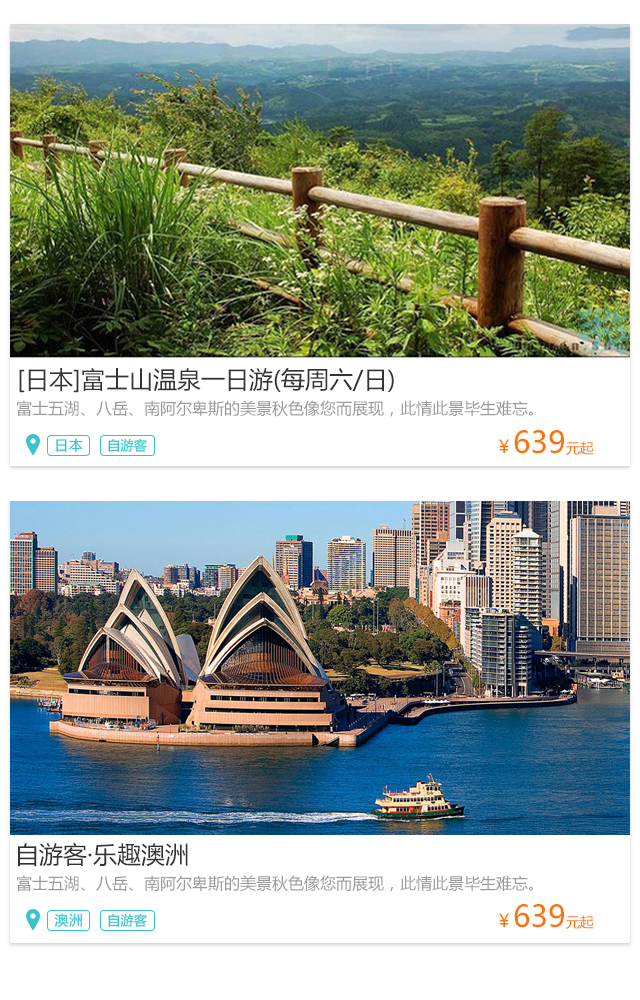 [日本]富士山温泉一日游(每周六/日)
富士五湖、八岳、南阿尔卑斯的美景秋色像您而展现，此情此景毕生难忘。
日本 自游客 ¥639元起
自游客·乐趣澳洲
富士五湖、八岳、南阿尔卑斯的美景秋色像您而展现，此情此景毕生难忘。
澳洲 自游客 ¥639元起